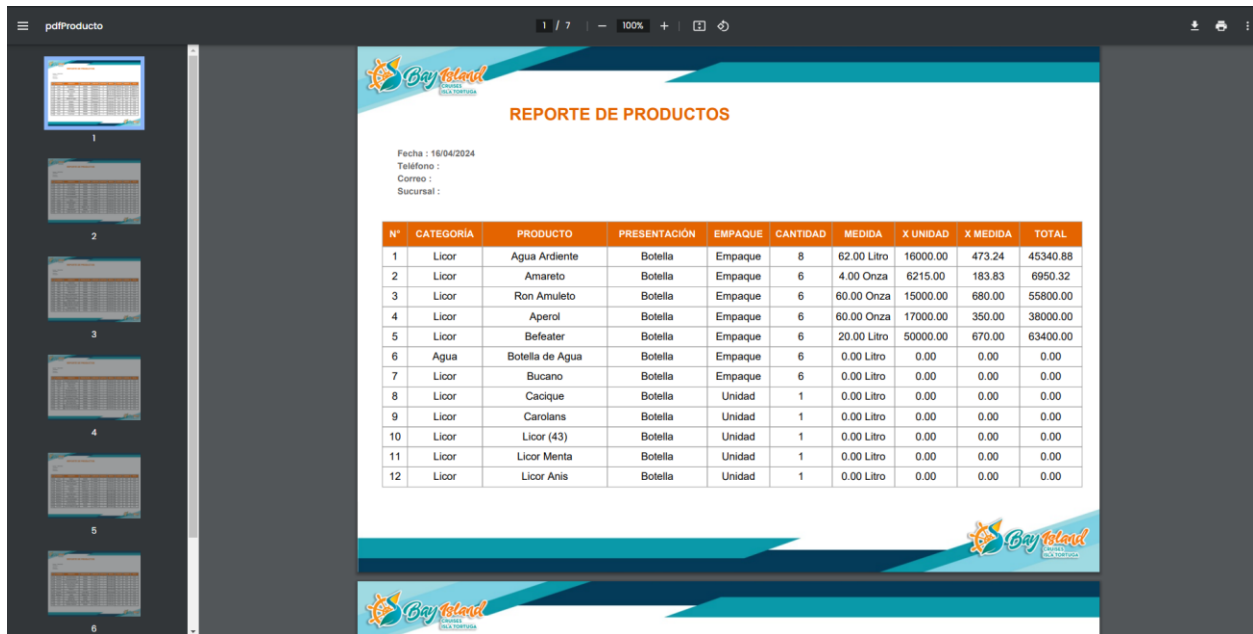 pdfProducto
1 / 7 | − 100% +
1
2
3
4
5
6
Bay Island
CRUISES
ISLA TORTUGA
REPORTE DE PRODUCTOS
Fecha : 16/04/2024
Teléfono :
Correo :
Sucursal :
N° CATEGORÍA PRODUCTO PRESENTACIÓN EMPAQUE CANTIDAD MEDIDA X UNIDAD X MEDIDA TOTAL
1 Licor Agua Ardiente Botella Empaque 8 62.00 Litro 16000.00 473.24 45340.88
2 Licor Amareto Botella Empaque 6 4.00 Onza 6215.00 183.83 6950.32
3 Licor Ron Amuleto Botella Empaque 6 60.00 Onza 15000.00 680.00 55800.00
4 Licor Aperol Botella Empaque 6 60.00 Onza 17000.00 350.00 38000.00
5 Licor Befeater Botella Empaque 6 20.00 Litro 50000.00 670.00 63400.00
6 Agua Botella de Agua Botella Empaque 6 0.00 Litro 0.00 0.00 0.00
7 Licor Bucano Botella Empaque 6 0.00 Litro 0.00 0.00 0.00
8 Licor Cacique Botella Unidad 1 0.00 Litro 0.00 0.00 0.00
9 Licor Carolans Botella Unidad 1 0.00 Litro 0.00 0.00 0.00
10 Licor Licor (43) Botella Unidad 1 0.00 Litro 0.00 0.00 0.00
11 Licor Licor Menta Botella Unidad 1 0.00 Litro 0.00 0.00 0.00
12 Licor Licor Anis Botella Unidad 1 0.00 Litro 0.00 0.00 0.00
Bay Island
CRUISES
ISLA TORTUGA
Bay Island
CRUISES
ISLA TORTUGA